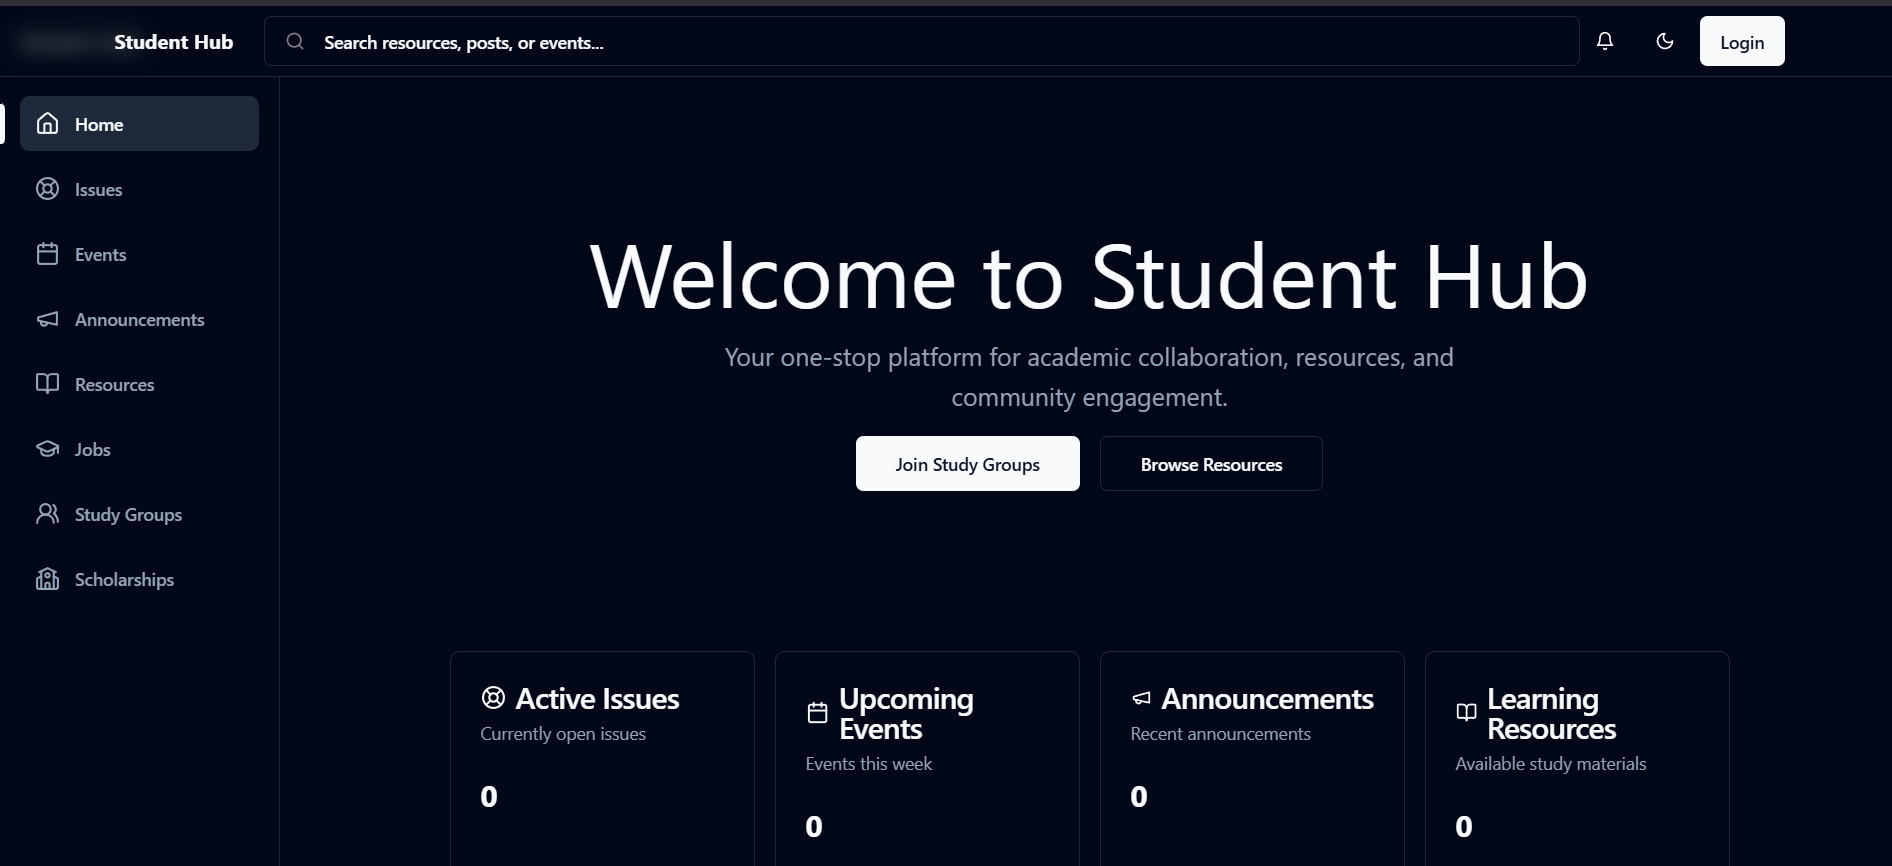 Student Hub
Search resources, posts, or events...
Login
Home
Issues
Events
Announcements
Resources
Jobs
Study Groups
Scholarships
Welcome to Student Hub
Your one-stop platform for academic collaboration, resources, and
community engagement.
Join Study Groups
Browse Resources
Active Issues
Currently open issues
0
Upcoming
Events
Events this week
0
Announcements
Recent announcements
0
Learning
Resources
Available study materials
0